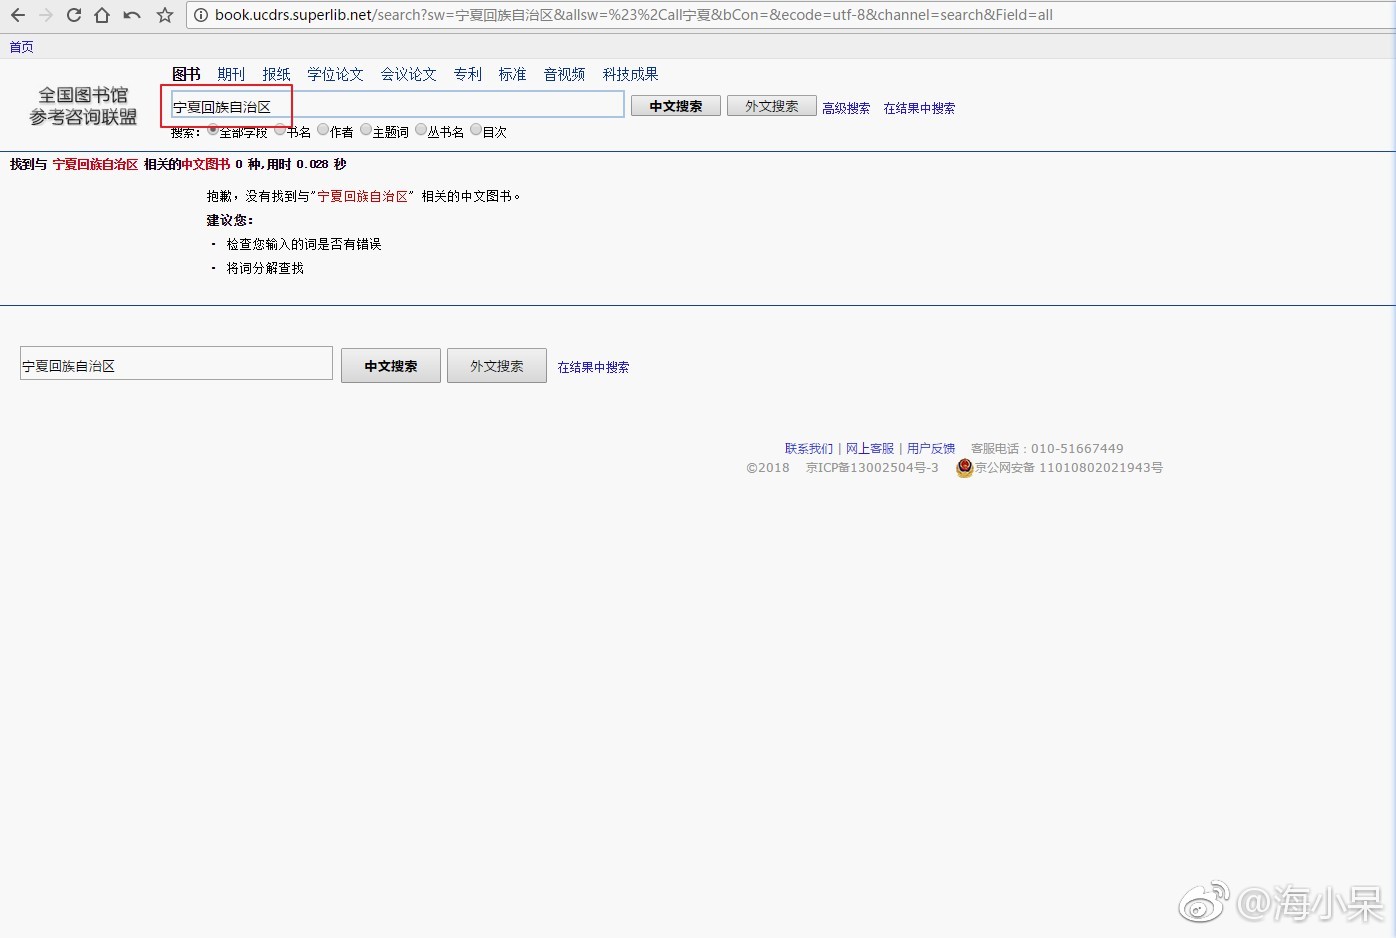 book.ucdrs.superlib.net/search?sw=宁夏回族自治区&allsw=%23%2Call宁夏&bCon=&ecode=utf-8&channel=search&Field=all
首页
图书 期刊 报纸 学位论文 会议论文 专利 标准 音视频 科技成果
全国图书馆
参考咨询联盟
宁夏回族自治区 中文搜索 外文搜索 高级搜索 在结果中搜索
搜索: 全部字段 书名 作者 主题词 丛书名 目次
找到与 宁夏回族自治区 相关的中文图书 0 种,用时 0.028 秒
抱歉，没有找到与"宁夏回族自治区" 相关的中文图书。
建议您:
· 检查您输入的词是否有错误
· 将词分解查找
宁夏回族自治区 中文搜索 外文搜索 在结果中搜索
联系我们 | 网上客服 | 用户反馈 客服电话：010-51667449
©2018 京ICP备13002504号-3 京公网安备 11010802021943号
@海小呆